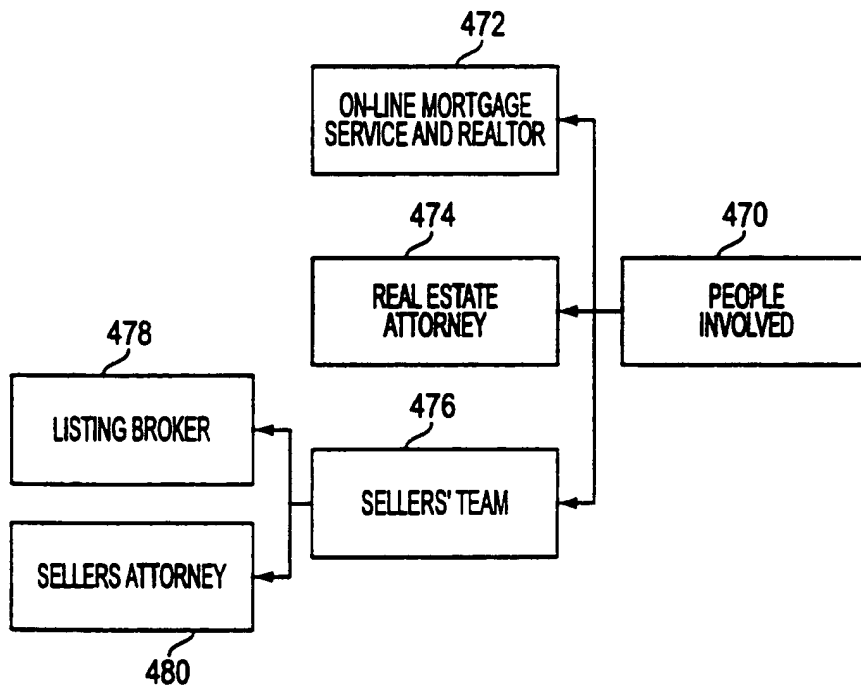 472
ON-LINE MORTGAGE
SERVICE AND REALTOR
474
REAL ESTATE
ATTORNEY
470
PEOPLE
INVOLVED
478
LISTING BROKER
476
SELLERS' TEAM
SELLERS ATTORNEY
480